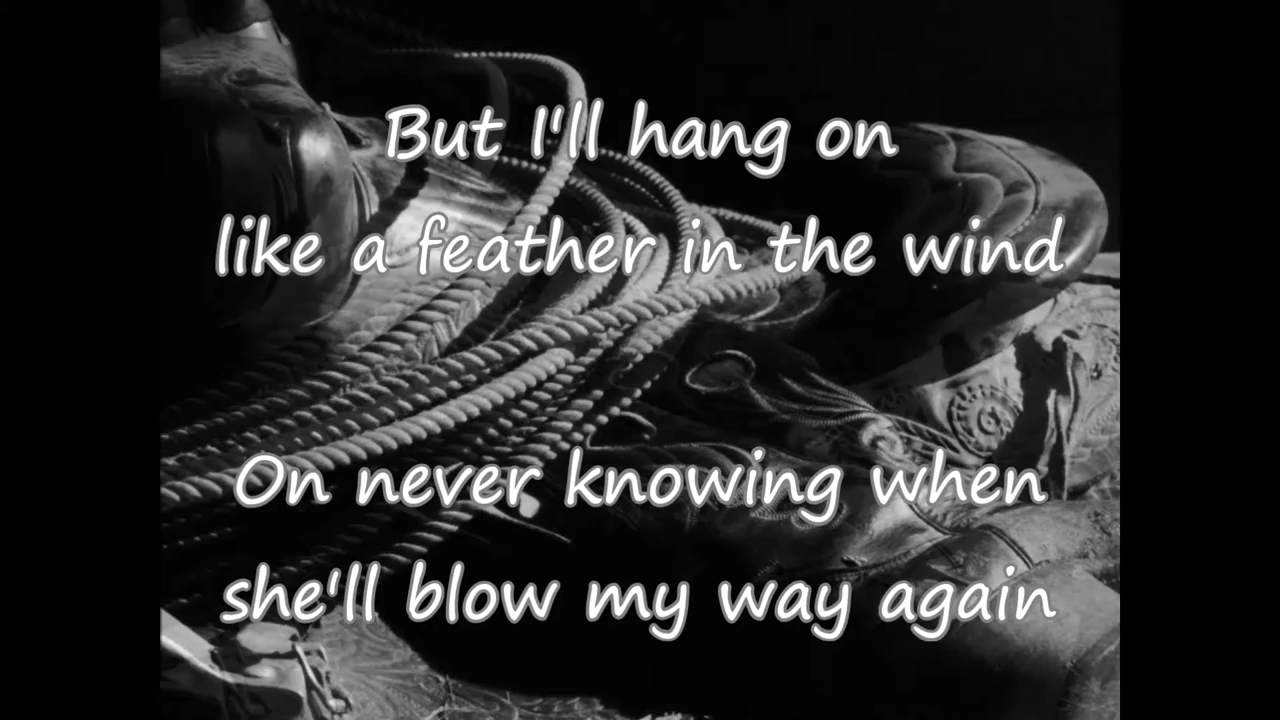 But I'll hang on
like a feather in the wind
On never knowing when
she'll blow my way again